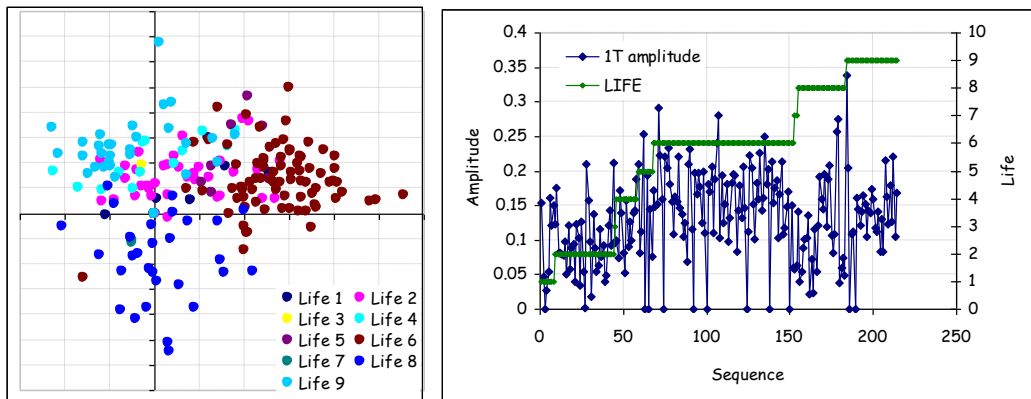 Life 1 Life 2
Life 3 Life 4
Life 5 Life 6
Life 7 Life 8
Life 9
0.4
0.35
0.3
0.25
0.2
0.15
0.1
0.05
0
Amplitude
1T amplitude
LIFE
10
9
8
7
6
5
4
3
2
1
0
Life
0 50 100 150 200 250
Sequence